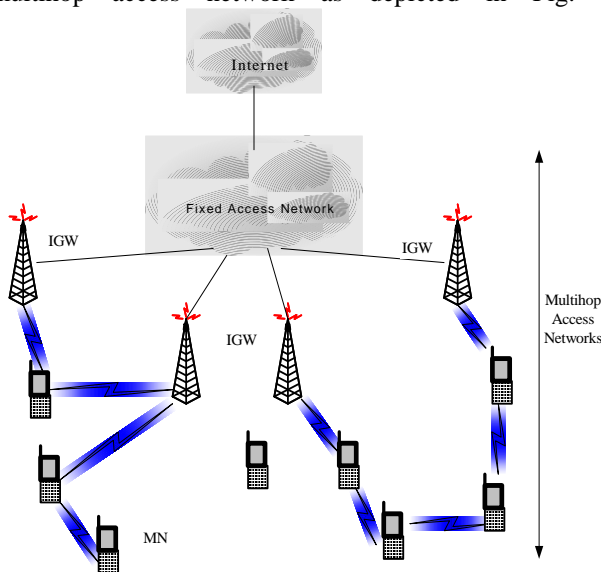 multihop access network as depicted in Fig.
Internet
Fixed Access Network
IGW
IGW
IGW
Multihop
Access
Networks
MN